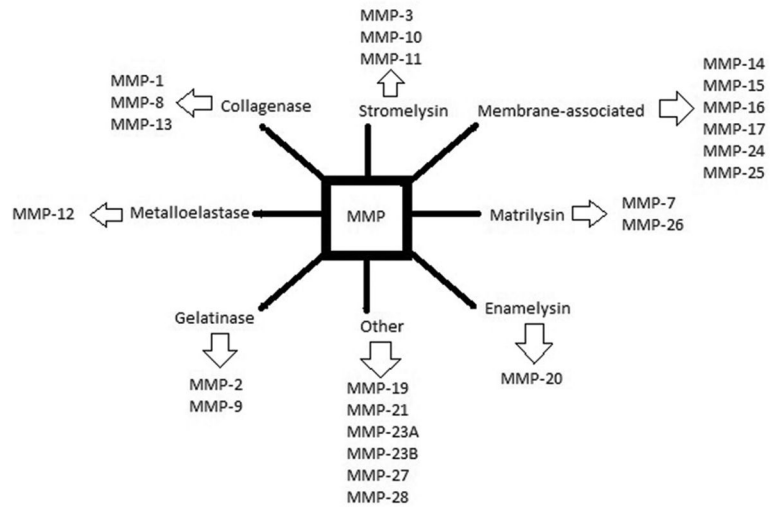 MMP-3
MMP-10
MMP-11
Stromelysin
MMP-1
MMP-8
MMP-13
Collagenase
Membrane-associated
MMP-14
MMP-15
MMP-16
MMP-17
MMP-24
MMP-25
MMP-12
Metalloelastase
MMP
Matrilysin
MMP-7
MMP-26
Gelatinase
MMP-2
MMP-9
Other
MMP-19
MMP-21
MMP-23A
MMP-23B
MMP-27
MMP-28
Enamelysin
MMP-20